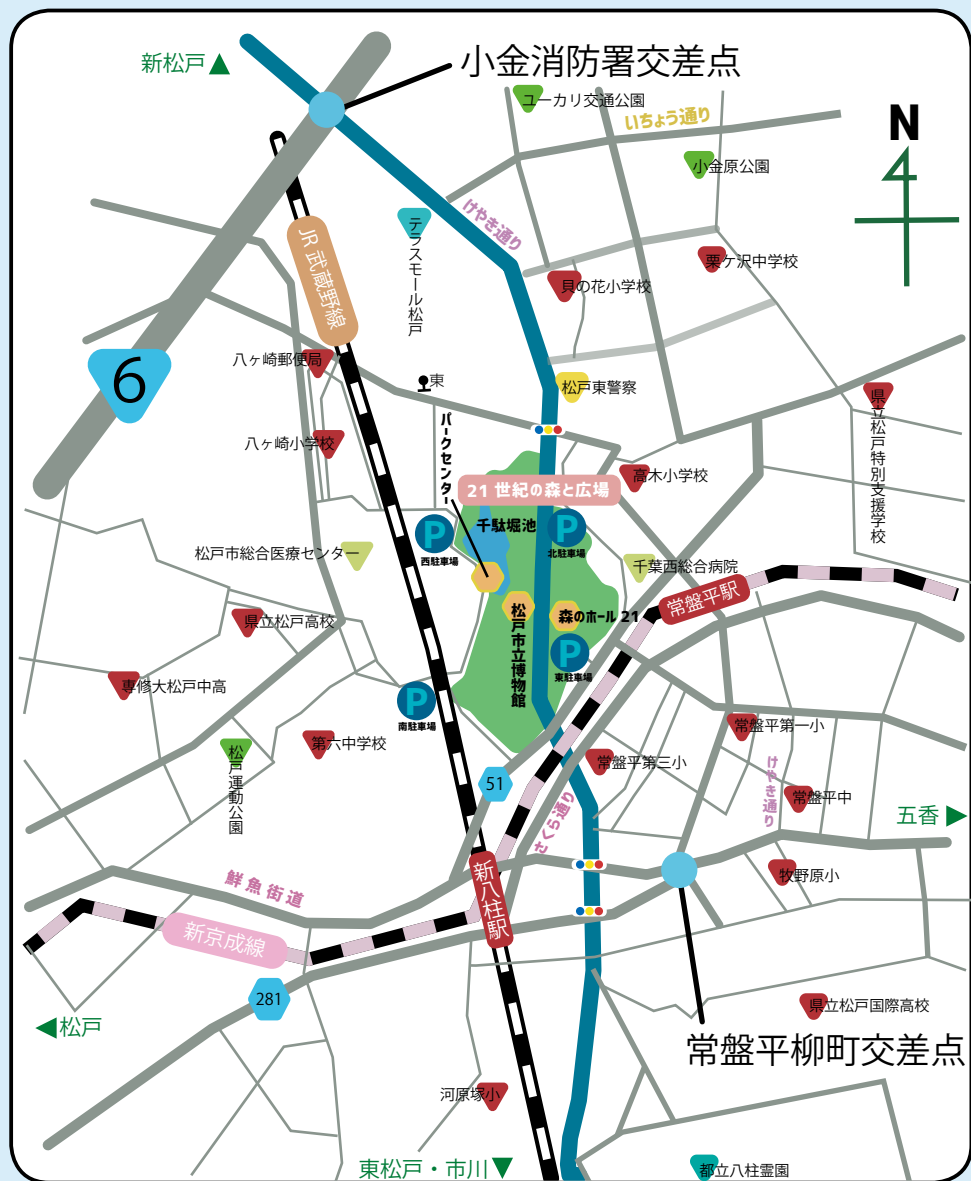 新松戸▲
小金消防署交差点
ユーカリ交通公園
いちょう通り
N
小金原公園
けやき通り
テラスモール松戸
栗ケ沢中学校
貝の花小学校
JR 武蔵野線
八ヶ崎郵便局
6
東
松戸東警察
県立松戸特別支援学校
パークセンター
八ヶ崎小学校
高木小学校
21 世紀の森と広場
千駄堀池
P
西駐車場
P
北駐車場
松戸市総合医療センター
千葉西総合病院
常盤平駅
県立松戸高校
松戸市立博物館
森のホール 21
P
東駐車場
専修大松戸中高
P
南駐車場
松戸運動公園
第六中学校
常盤平第一小
常盤平第三小
けやき通り
51
さくら通り
常盤平中
五香 ▶
新八柱駅
鮮魚街道
牧野原小
新京成線
281
◀松戸
県立松戸国際高校
常盤平柳町交差点
河原塚小
東松戸・市川▼
都立八柱霊園